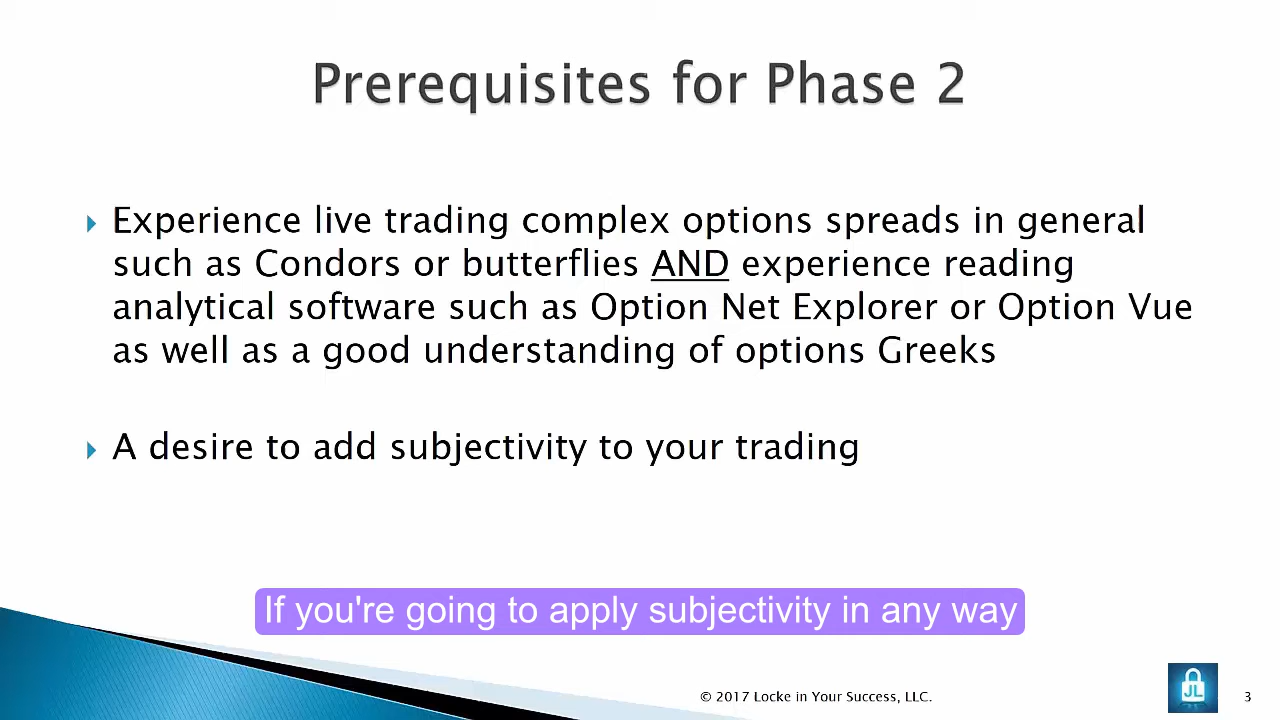 Prerequisites for Phase 2
Experience live trading complex options spreads in general
such as Condors or butterflies AND experience reading
analytical software such as Option Net Explorer or Option Vue
as well as a good understanding of options Greeks
A desire to add subjectivity to your trading
If you're going to apply subjectivity in any way
© 2017 Locke in Your Success, LLC.
JL
3